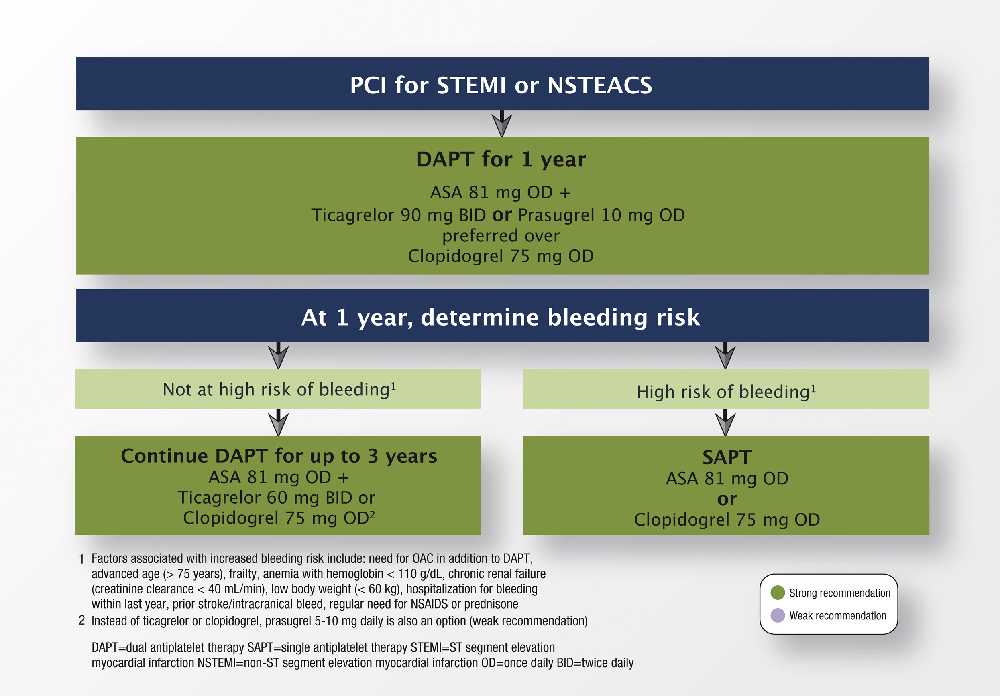 PCI for STEMI or NSTEACS
DAPT for 1 year
ASA 81 mg OD +
Ticagrelor 90 mg BID or Prasugrel 10 mg OD
preferred over
Clopidogrel 75 mg OD
At 1 year, determine bleeding risk
Not at high risk of bleeding¹
High risk of bleeding¹
Continue DAPT for up to 3 years
ASA 81 mg OD +
Ticagrelor 60 mg BID or
Clopidogrel 75 mg OD²
SAPT
ASA 81 mg OD
or
Clopidogrel 75 mg OD
1 Factors associated with increased bleeding risk include: need for OAC in addition to DAPT,
advanced age (> 75 years), frailty, anemia with hemoglobin < 110 g/dL, chronic renal failure
(creatinine clearance < 40 mL/min), low body weight (< 60 kg), hospitalization for bleeding
within last year, prior stroke/intracranical bleed, regular need for NSAIDS or prednisone
2 Instead of ticagrelor or clopidogrel, prasugrel 5-10 mg daily is also an option (weak recommendation)
DAPT=dual antiplatelet therapy SAPT=single antiplatelet therapy STEMI=ST segment elevation
myocardial infarction NSTEMI=non-ST segment elevation myocardial infarction OD=once daily BID=twice daily
Strong recommendation
Weak recommendation